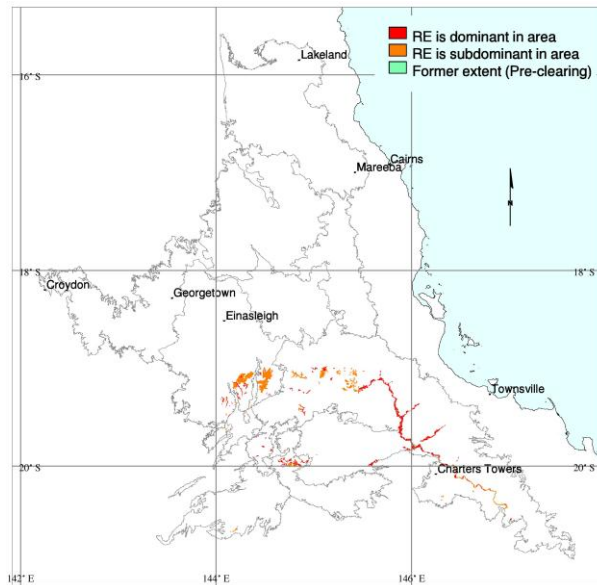 RE is dominant in area
RE is subdominant in area
Former extent (Pre-clearing)
Lakeland
16° S
Cairns
Mareeba
N
18° S
18° S
Croydon
Georgetown
Einasleigh
Townsville
20° S
Charters Towers
20° S
142° E
144° E
146° E